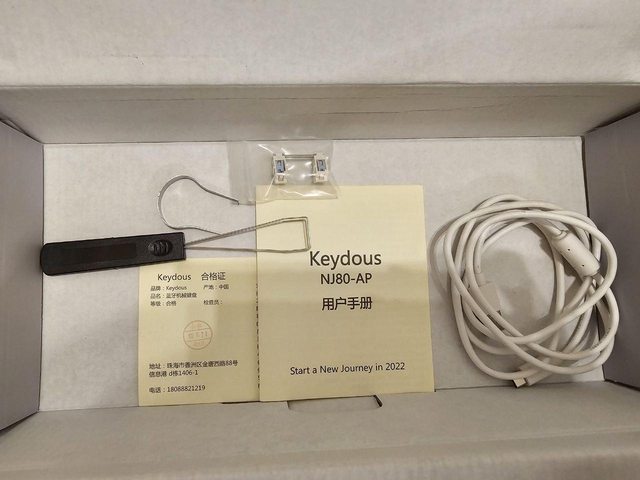 Keydous 合格证
品牌：Keydous 产地：中国
品名：蓝牙机械键盘
等级：合格 检查员：
地址：珠海市香洲区金唐西路88号
信息港 d栋1406-1
电话：18088821219
Keydous
NJ80-AP
用户手册
Start a New Journey in 2022